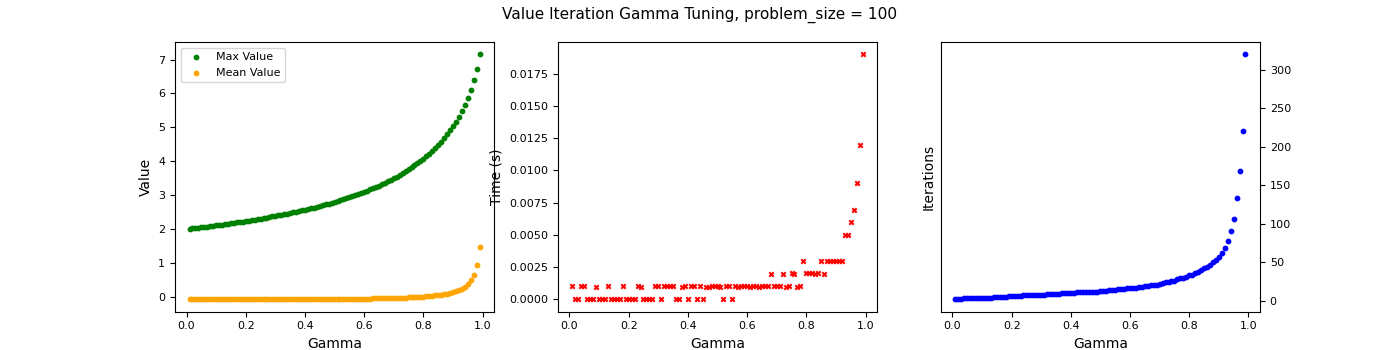 Value Iteration Gamma Tuning, problem_size = 100
Max Value
Mean Value
Value
7
6
5
4
3
2
1
0
0.0 0.2 0.4 0.6 0.8 1.0
Gamma
Time (s)
0.0175
0.0150
0.0125
0.0100
0.0075
0.0050
0.0025
0.0000
0.0 0.2 0.4 0.6 0.8 1.0
Gamma
Iterations
300
250
200
150
100
50
0
0.0 0.2 0.4 0.6 0.8 1.0
Gamma